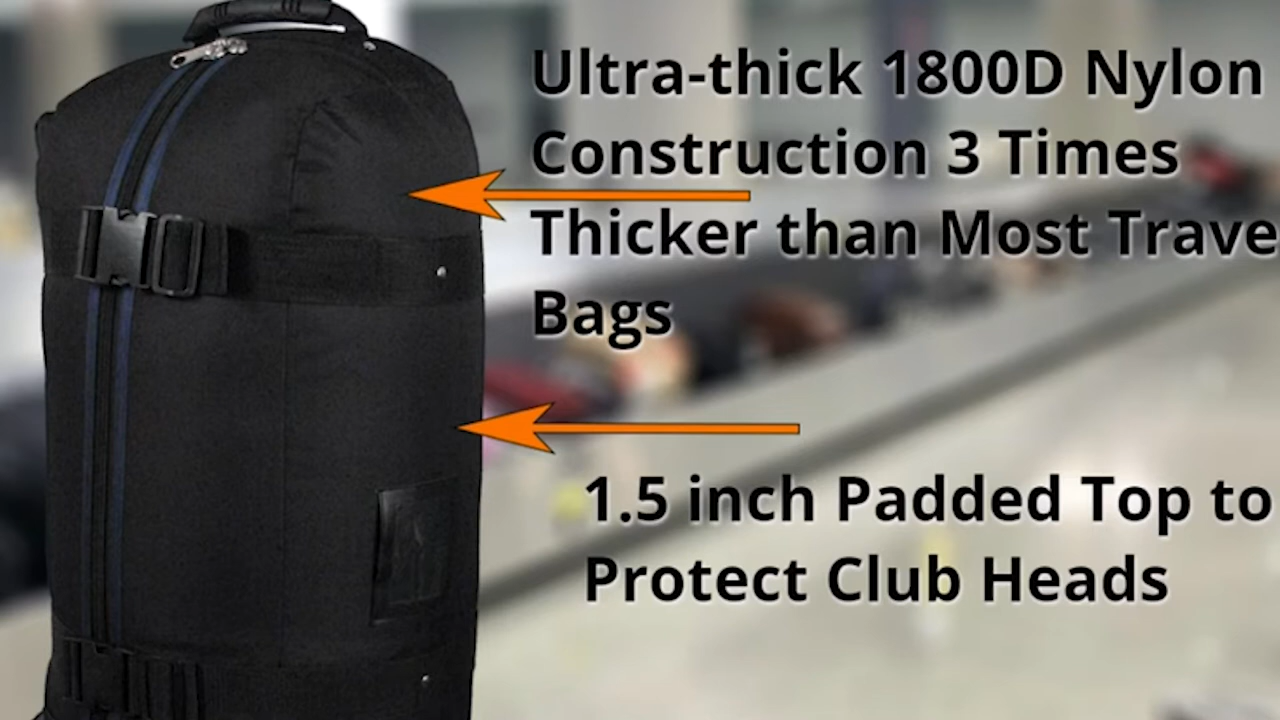 Ultra-thick 1800D Nylon
Construction 3 Times
Thicker than Most Trave
Bags
1.5 inch Padded Top to
Protect Club Heads